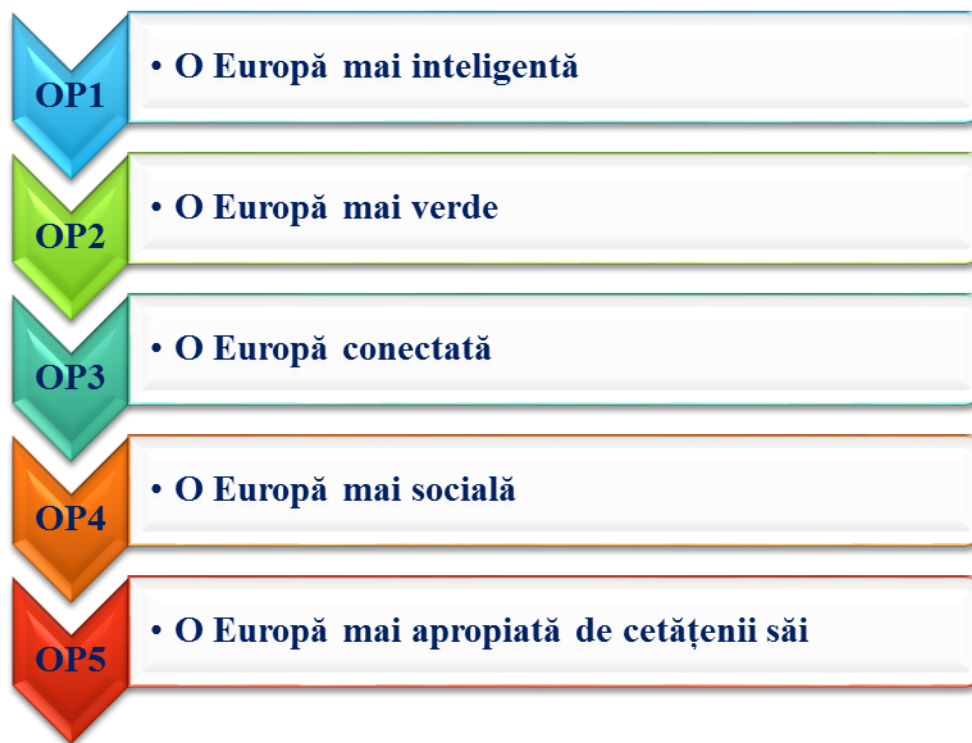 OP1
• O Europă mai inteligentă
OP2
• O Europă mai verde
OP3
• O Europă conectată
OP4
• O Europă mai socială
OP5
• O Europă mai apropiată de cetățenii săi